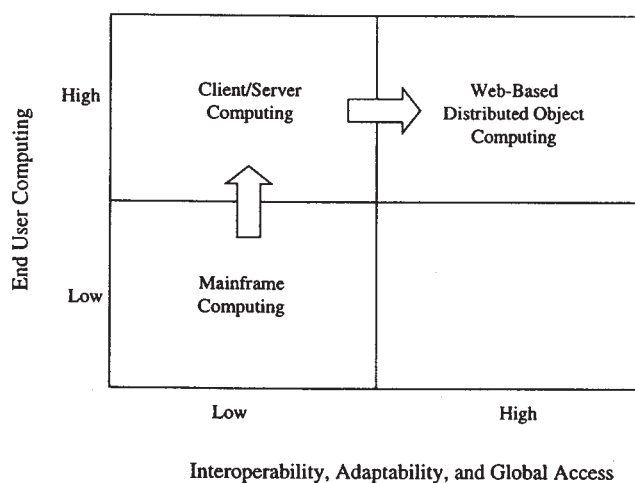 Client/Server
Computing
Web-Based
Distributed Object
Computing
High
End User Computing
Mainframe
Computing
Low
Low
High
Interoperability, Adaptability, and Global Access